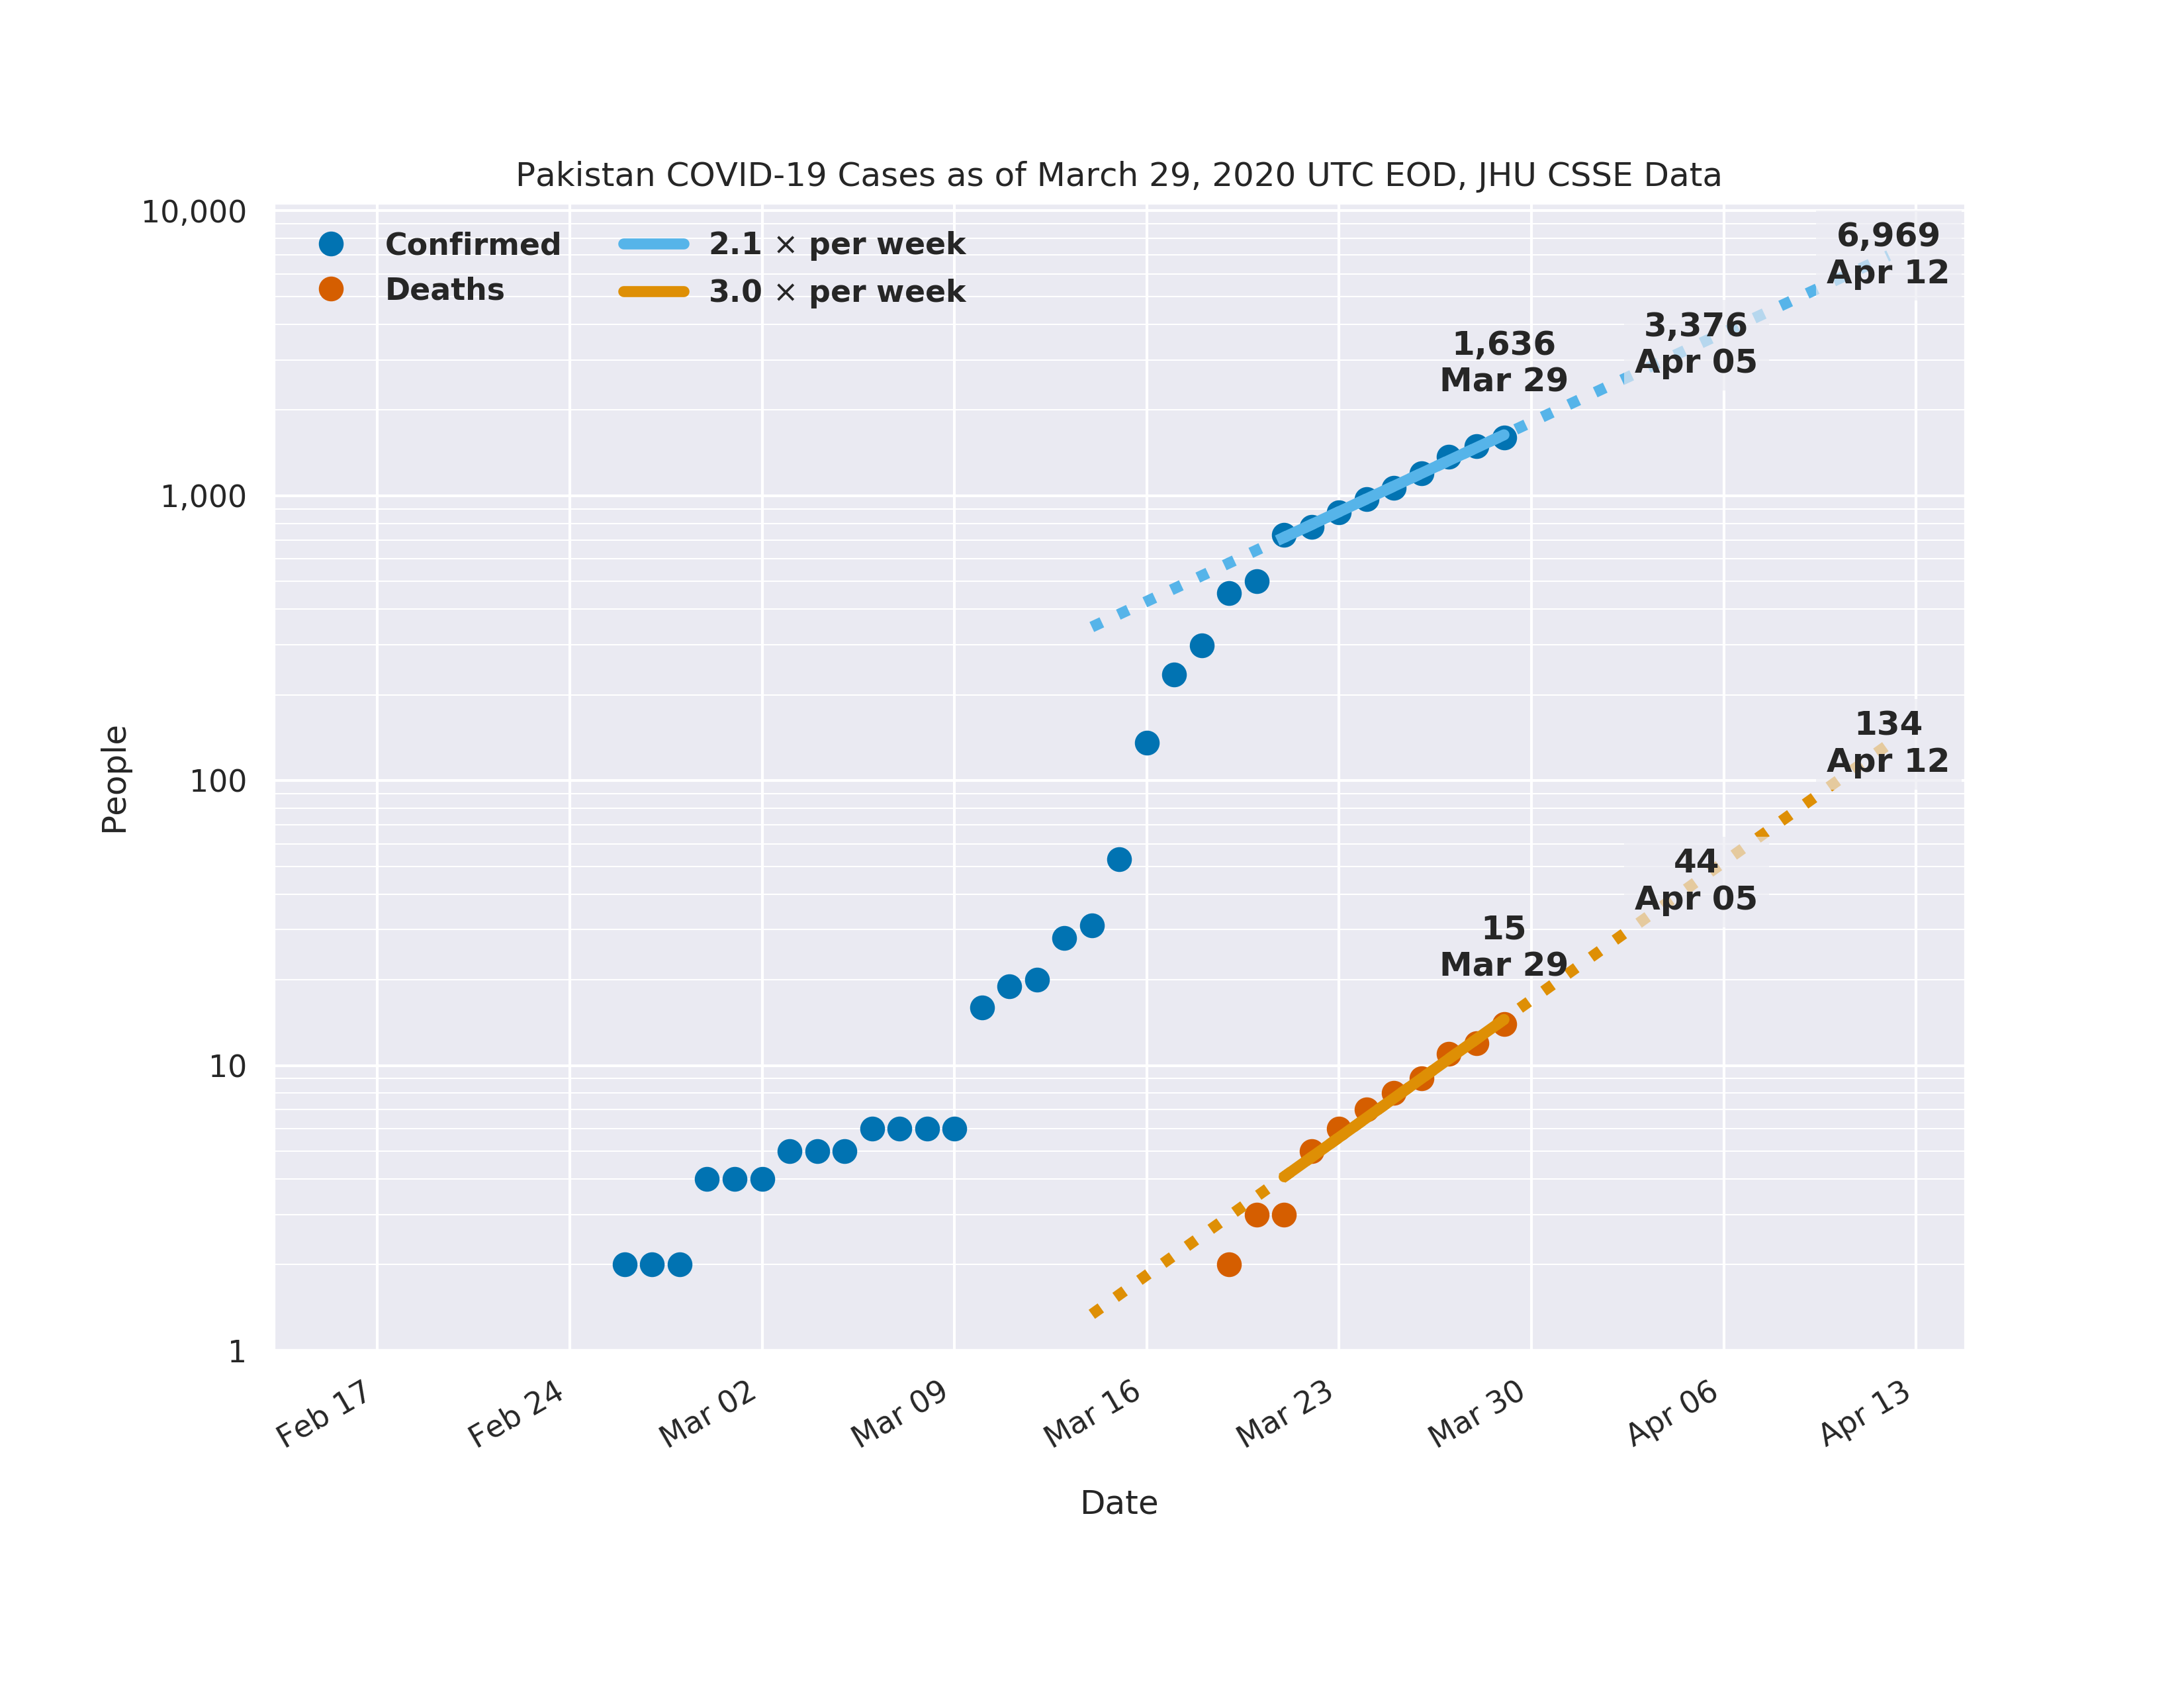 Pakistan COVID-19 Cases as of March 29, 2020 UTC EOD, JHU CSSE Data
10,000
1,000
100
10
1
People
Confirmed
Deaths
2.1 × per week
3.0 × per week
1,636
Mar 29
3,376
Apr 05
6,969
Apr 12
15
Mar 29
44
Apr 05
134
Apr 12
Feb 17
Feb 24
Mar 02
Mar 09
Mar 16
Mar 23
Mar 30
Apr 06
Apr 13
Date